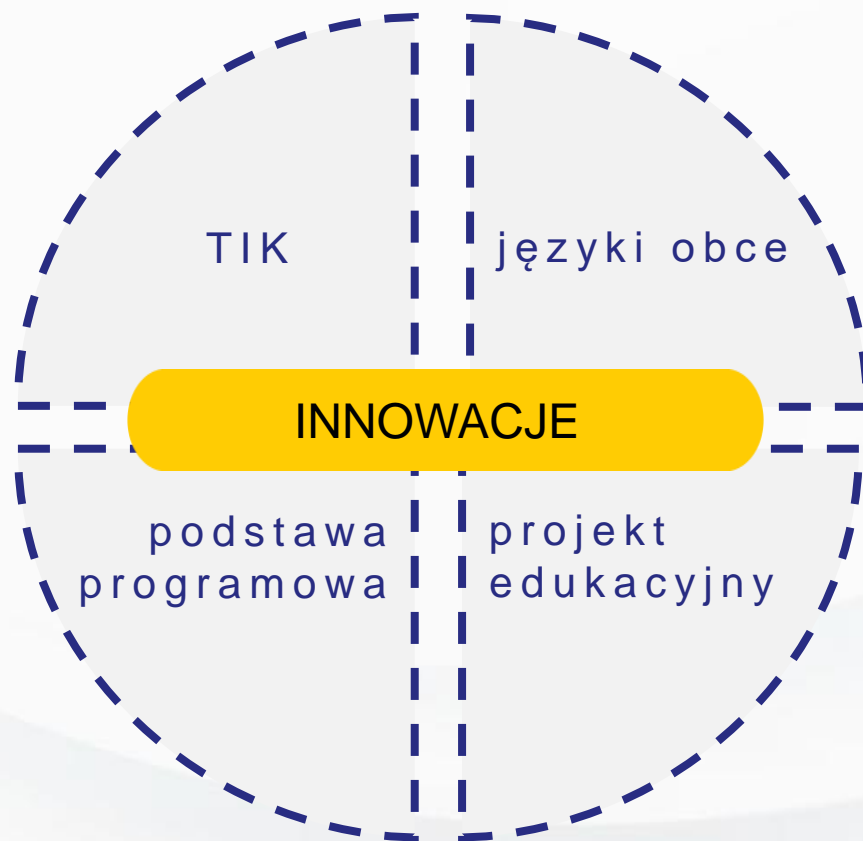 TIK
języki obce
INNOWACJE
podstawa
programowa
projekt
edukacyjny